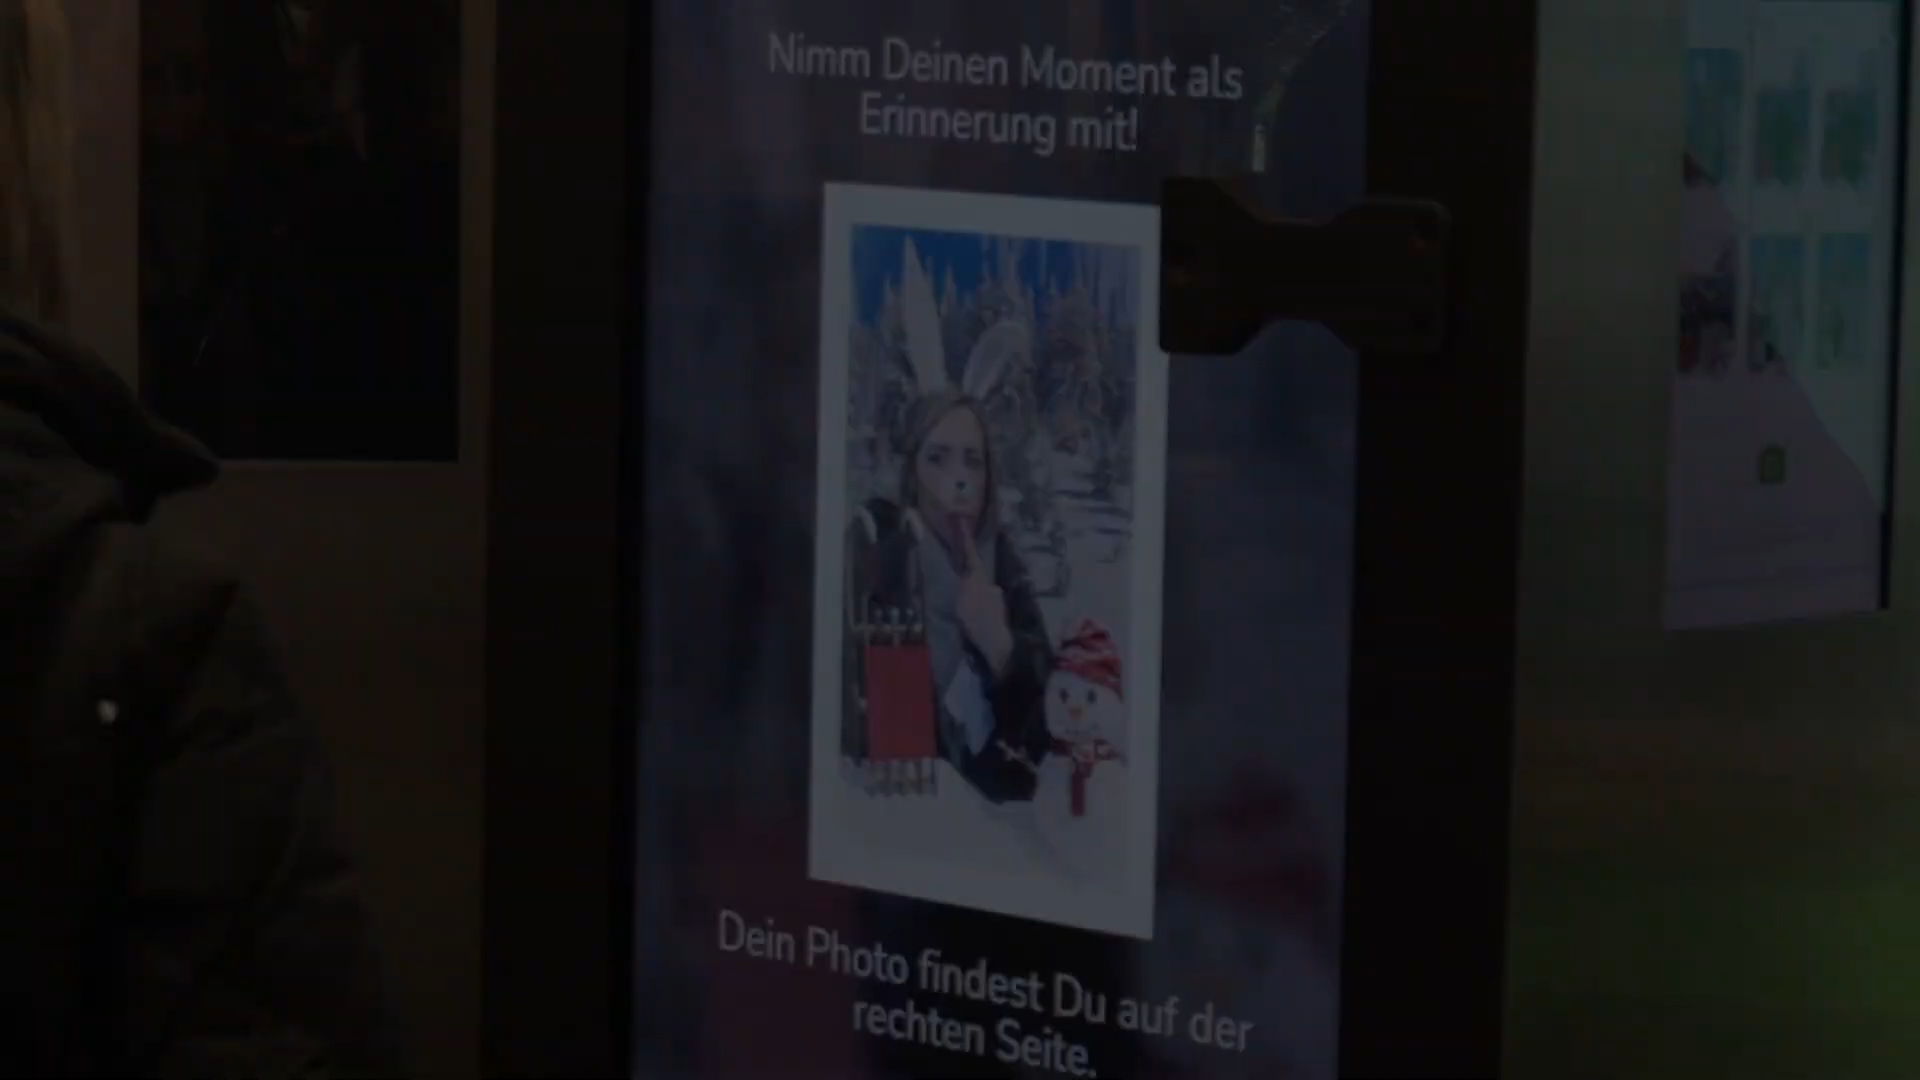 Nimm Deinen Moment als
Erinnerung mit!
Dein Photo findest Du auf der
rechten Seite.